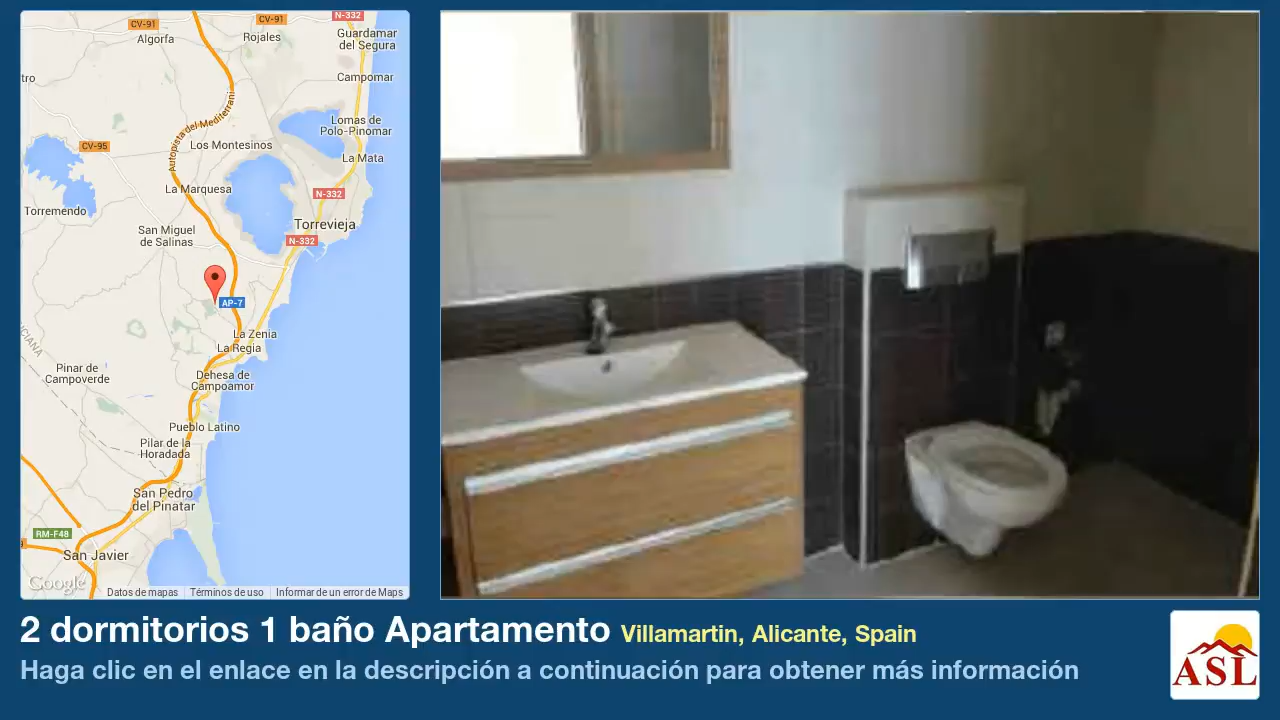 CV-91
CV-91
N-332
Algorfa
Rojales
Guardamar
del Segura
tro
Campomar
Autopista del Mediterrani
Lomas de
Polo-Pinomar
CV-95
Los Montesinos
La Mata
La Marquesa
N-332
Torremendo
San Miguel
de Salinas
Torrevieja
N-332
AP-7
CIANA
La Zenia
La Regia
Pinar de
Campoverde
Dehesa de
Campoamor
Pueblo Latino
Pilar de la
Horadada
San Pedro
del Pinatar
RM-F48
San Javier
Google
Datos de mapas
Términos de uso
Informar de un error de Maps
2 dormitorios 1 baño Apartamento Villamartin, Alicante, Spain
Haga clic en el enlace en la descripción a continuación para obtener más información
ASL